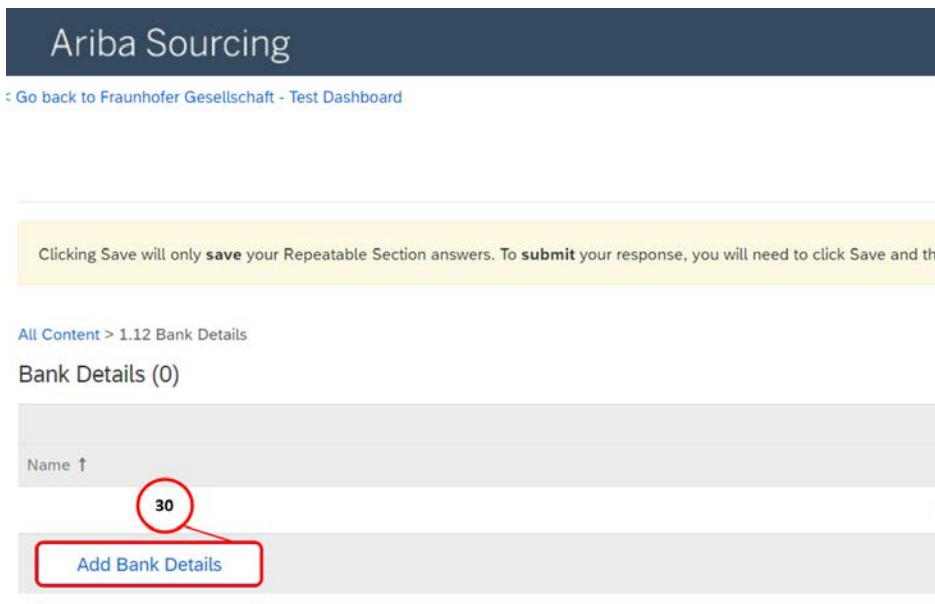 Ariba Sourcing
< Go back to Fraunhofer Gesellschaft - Test Dashboard
Clicking Save will only save your Repeatable Section answers. To submit your response, you will need to click Save and th
All Content > 1.12 Bank Details
Bank Details (0)
Name ↑
30
Add Bank Details